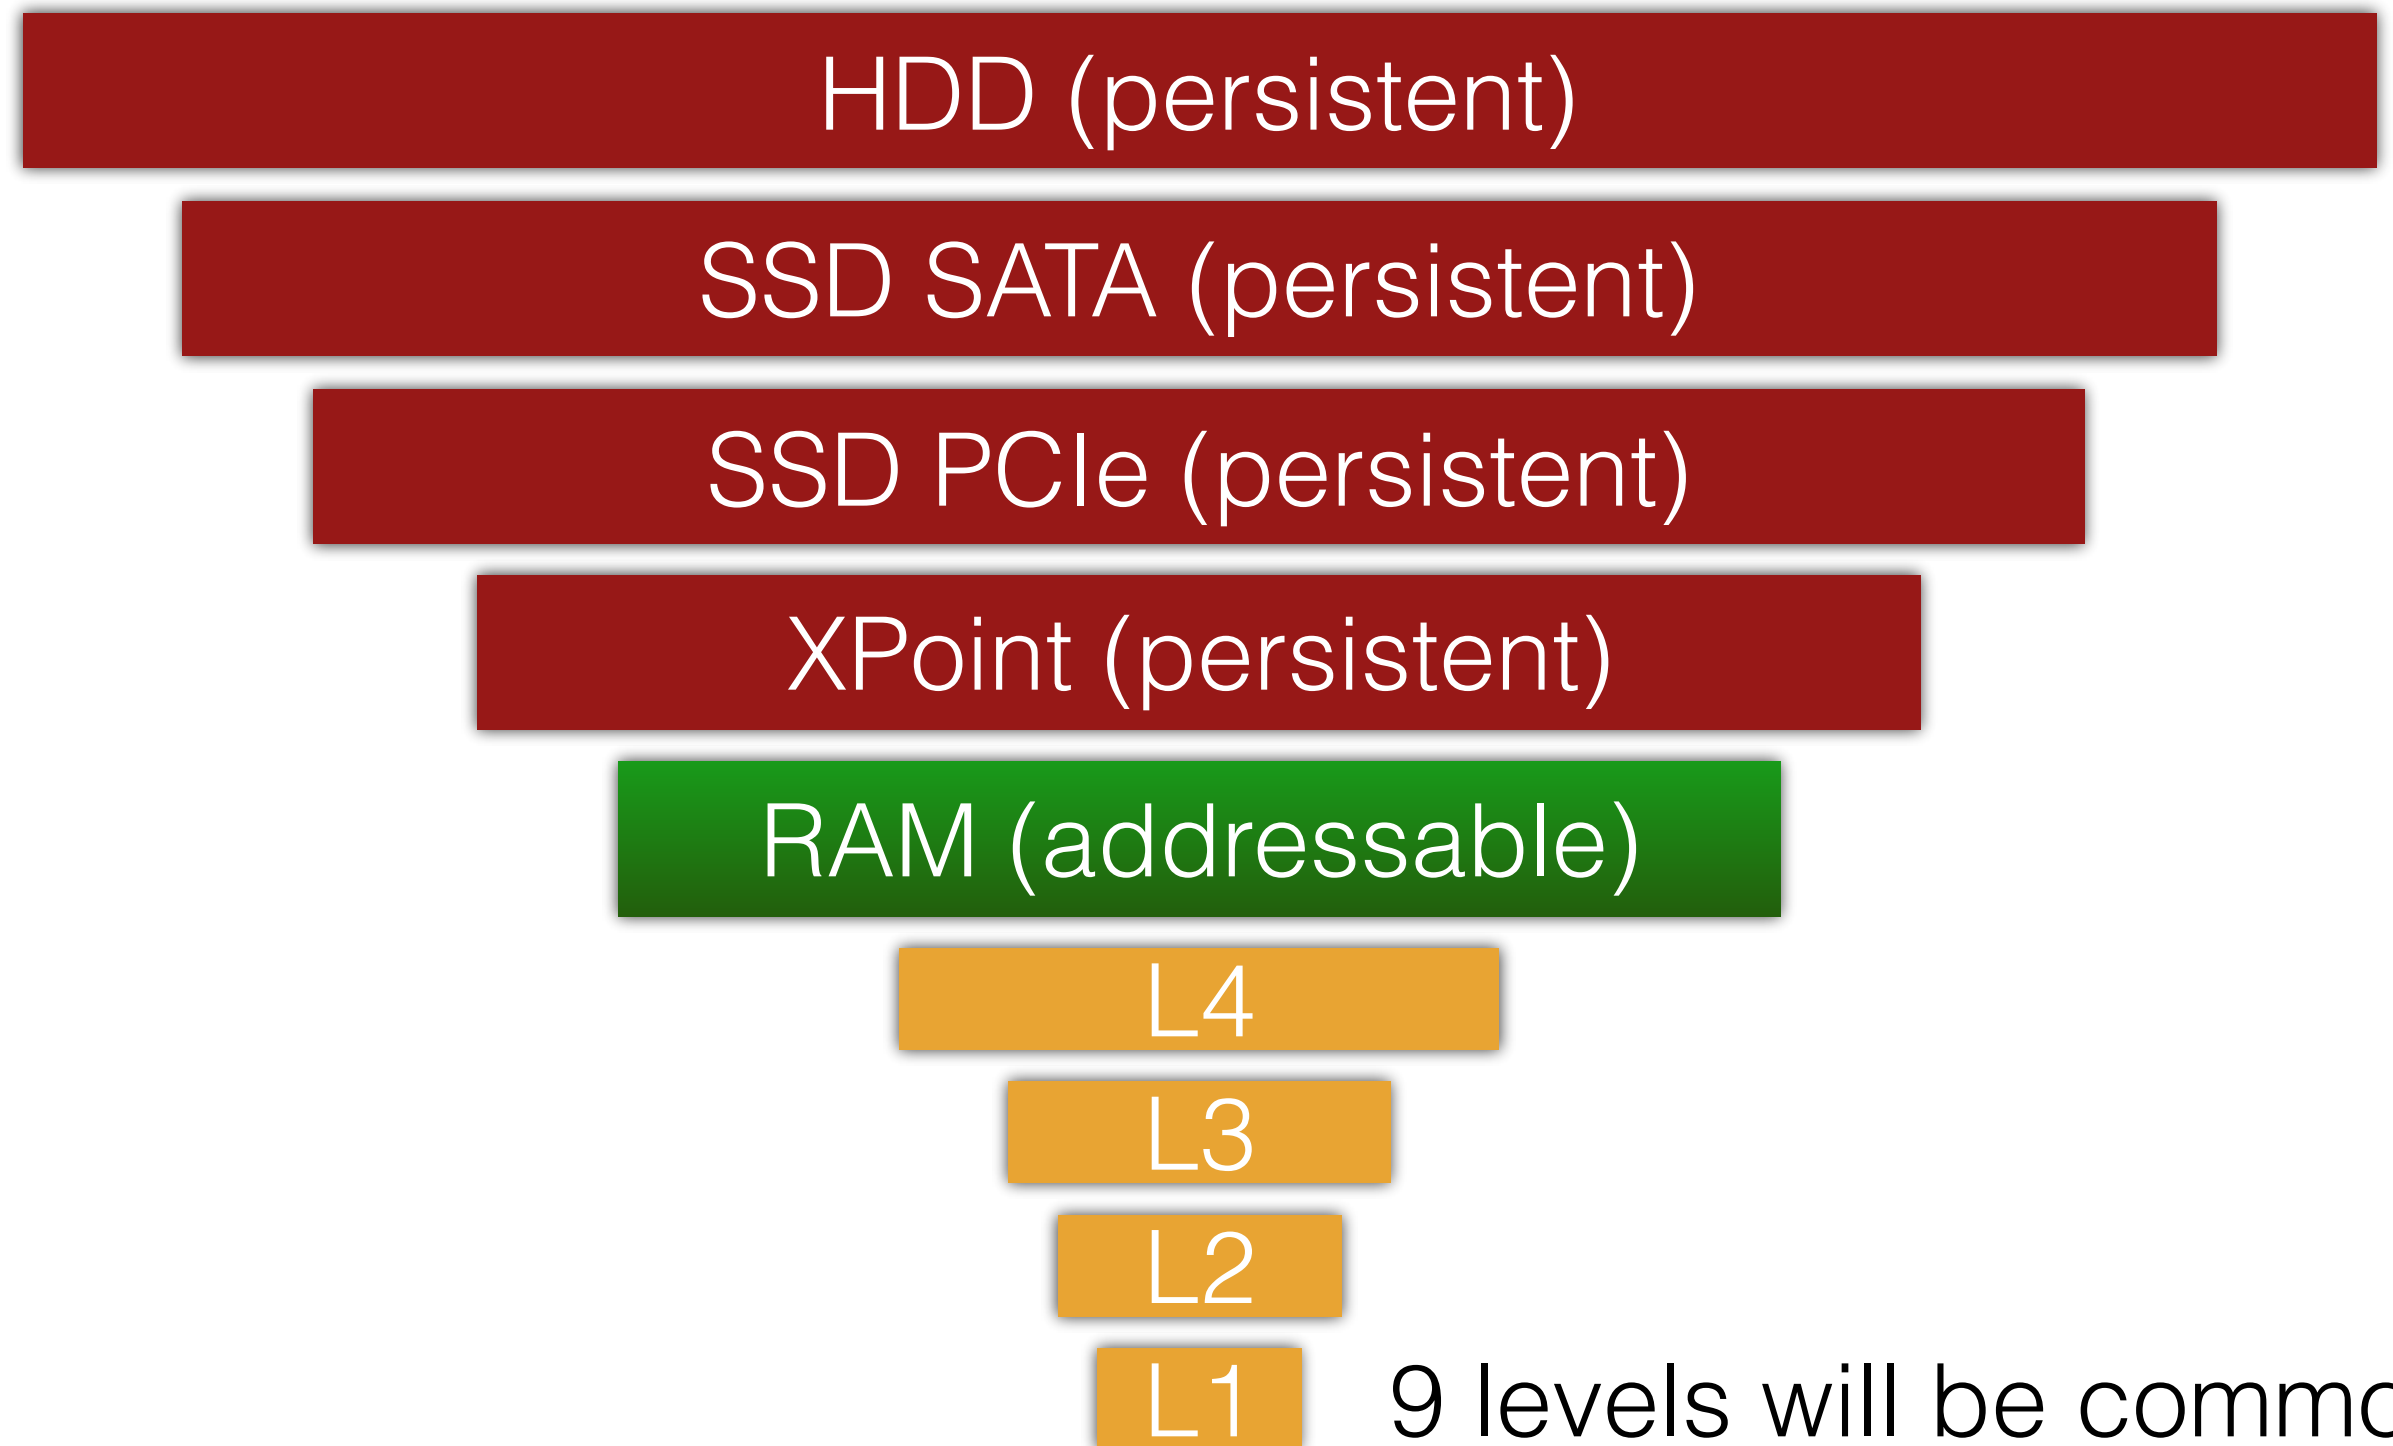 HDD (persistent)
SSD SATA (persistent)
SSD PCIe (persistent)
XPoint (persistent)
RAM (addressable)
L4
L3
L2
L1
9 levels will be